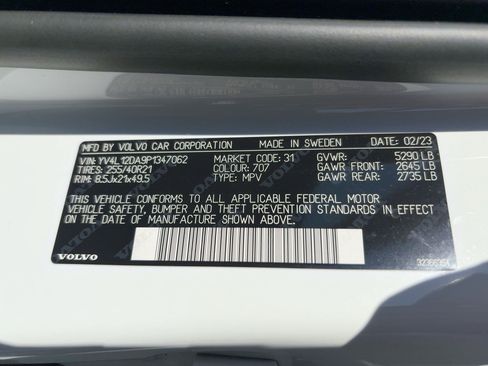 MFD BY VOLVO CAR CORPORATION MADE IN SWEDEN DATE: 02/23
VIN: YV4L12DA9P1347062 MARKET CODE: 31 GVWR: 5290 LB
TIRES: 255/40R21 COLOUR: 707 GAWR FRONT: 2645 LB
RIM: 8.5Jx21x49.5 TYPE: MPV GAWR REAR: 2735 LB
THIS VEHICLE CONFORMS TO ALL APPLICABLE FEDERAL MOTOR
VEHICLE SAFETY, BUMPER AND THEFT PREVENTION STANDARDS IN EFFECT ON
DATE OF MANUFACTURE SHOWN ABOVE.
VOLVO